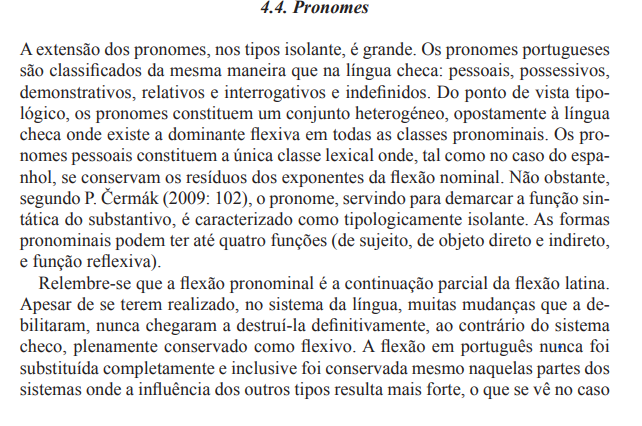 4.4. Pronomes
A extensão dos pronomes, nos tipos isolante, é grande. Os pronomes portugueses
são classificados da mesma maneira que na língua checa: pessoais, possessivos,
demonstrativos, relativos e interrogativos e indefinidos. Do ponto de vista tipo-
lógico, os pronomes constituem um conjunto heterogéneo, opostamente à língua
checa onde existe a dominante flexiva em todas as classes pronominais. Os pro-
nomes pessoais constituem a única classe lexical onde, tal como no caso do espa-
nhol, se conservam os resíduos dos exponentes da flexão nominal. Não obstante,
segundo P. Čermák (2009: 102), o pronome, servindo para demarcar a função sin-
tática do substantivo, é caracterizado como tipologicamente isolante. As formas
pronominais podem ter até quatro funções (de sujeito, de objeto direto e indireto,
e função reflexiva).
Relembre-se que a flexão pronominal é a continuação parcial da flexão latina.
Apesar de se terem realizado, no sistema da língua, muitas mudanças que a de-
bilitaram, nunca chegaram a destruí-la definitivamente, ao contrário do sistema
checo, plenamente conservado como flexivo. A flexão em português nunca foi
substituída completamente e inclusive foi conservada mesmo naquelas partes dos
sistemas onde a influência dos outros tipos resulta mais forte, o que se vê no caso